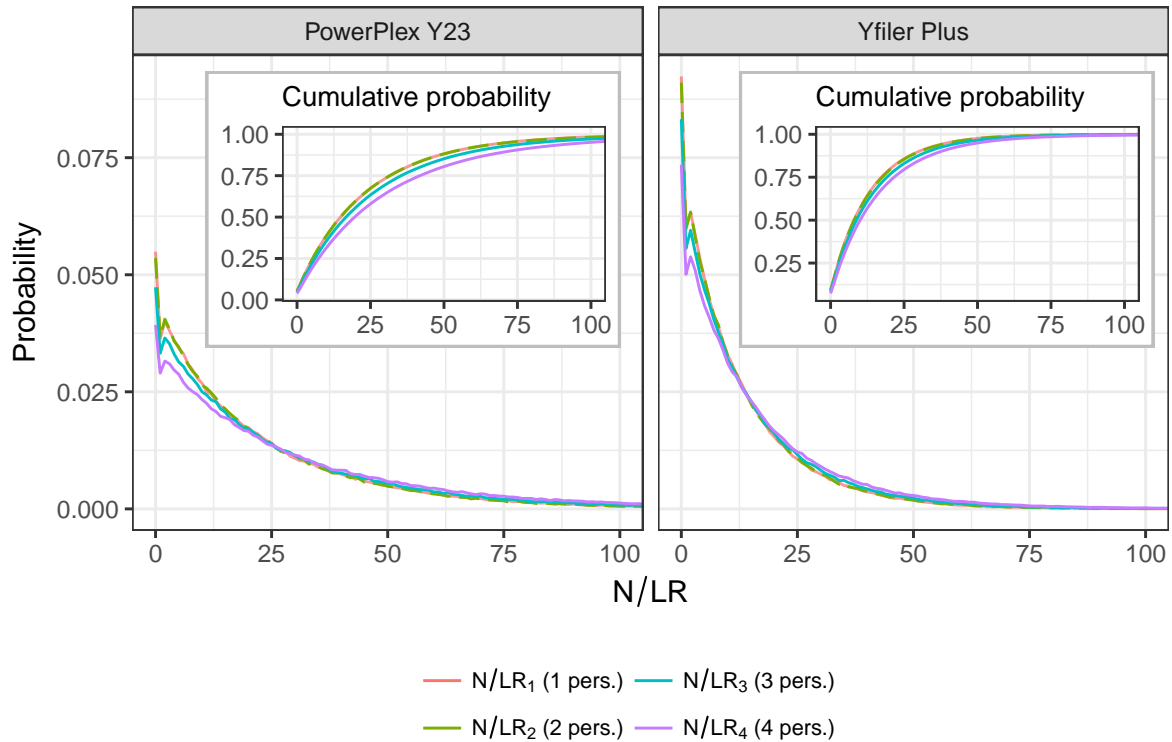 PowerPlex Y23
Yfiler Plus
Cumulative probability
1.00
0.75
0.50
0.25
0.00
0 25 50 75 100
Cumulative probability
1.00
0.75
0.50
0.25
0 25 50 75 100
Probability
0.075
0.050
0.025
0.000
0 25 50 75 100
0 25 50 75 100
N/LR
N/LR₁ (1 pers.) N/LR₃ (3 pers.)
N/LR₂ (2 pers.) N/LR₄ (4 pers.)